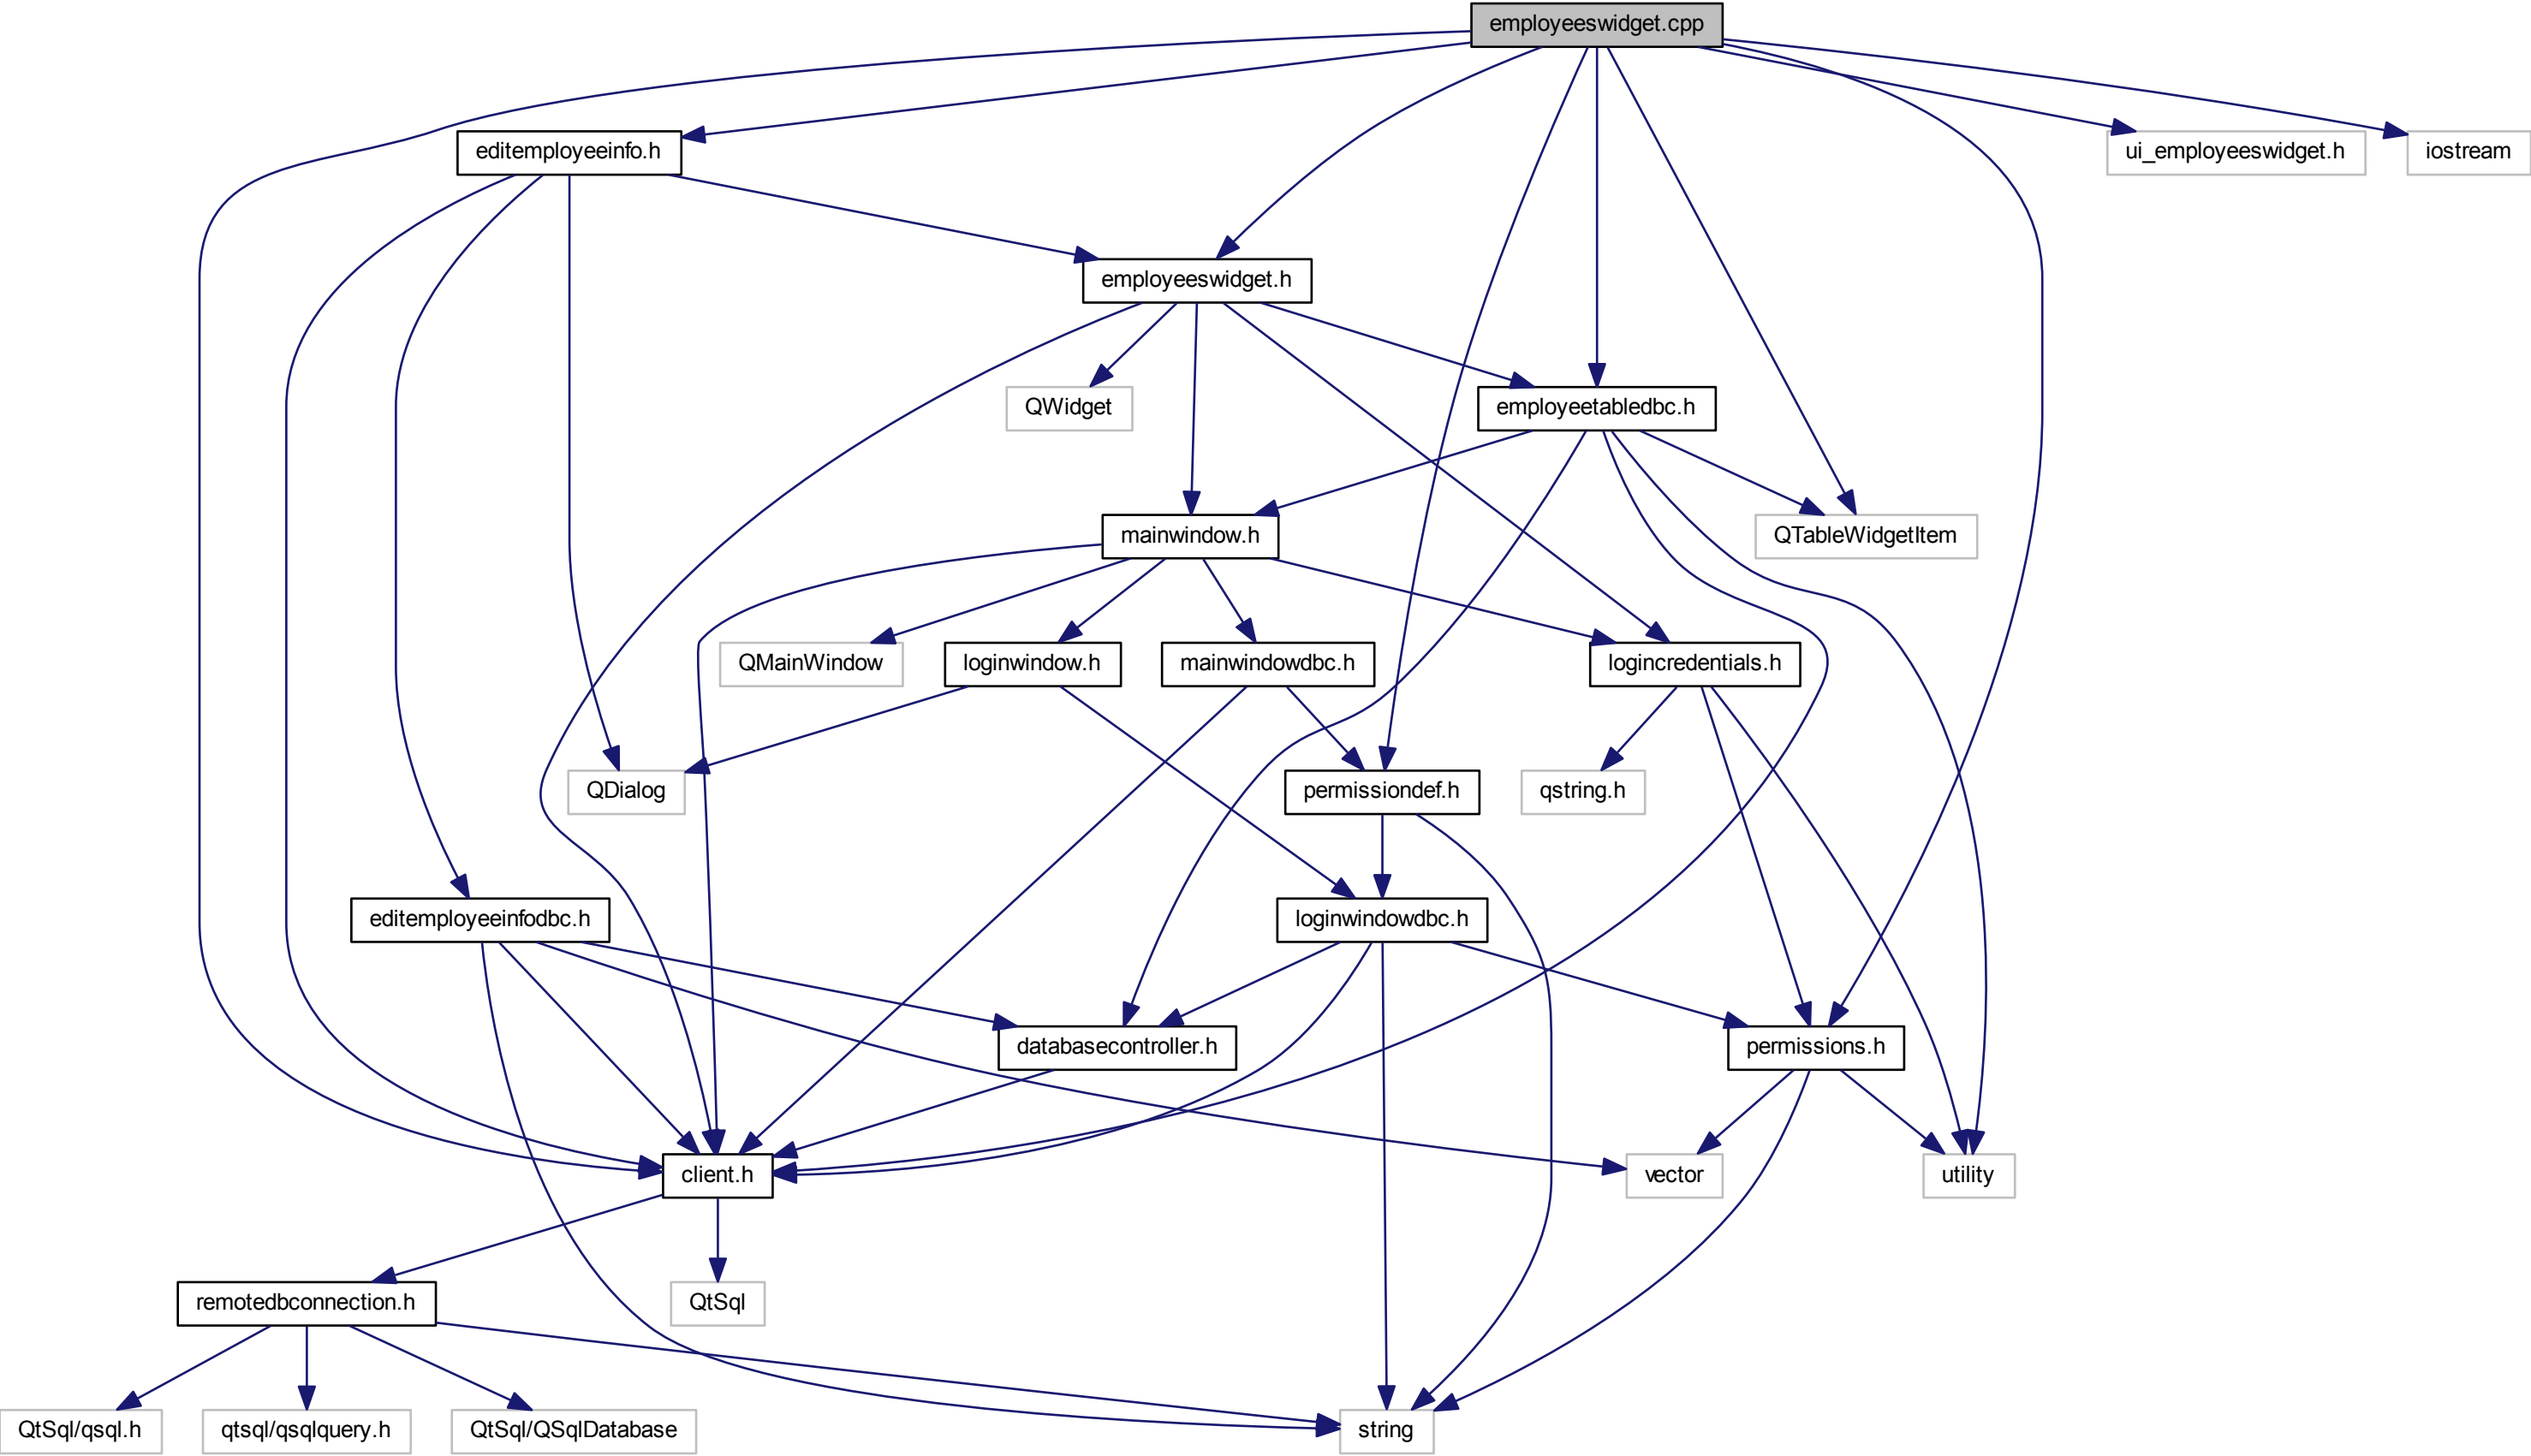 employeeswidget.cpp
editemployeeinfo.h
ui_employeeswidget.h
iostream
employeeswidget.h
QWidget
employeetabledbc.h
mainwindow.h
QTableWidgetItem
QMainWindow
loginwindow.h
mainwindowdbc.h
logincredentials.h
QDialog
permissiondef.h
qstring.h
editemployeeinfodbc.h
loginwindowdbc.h
databasecontroller.h
permissions.h
client.h
vector
utility
remotedbconnection.h
QtSql
QtSql/qsql.h
qtsql/qsqlquery.h
QtSql/QSqlDatabase
string